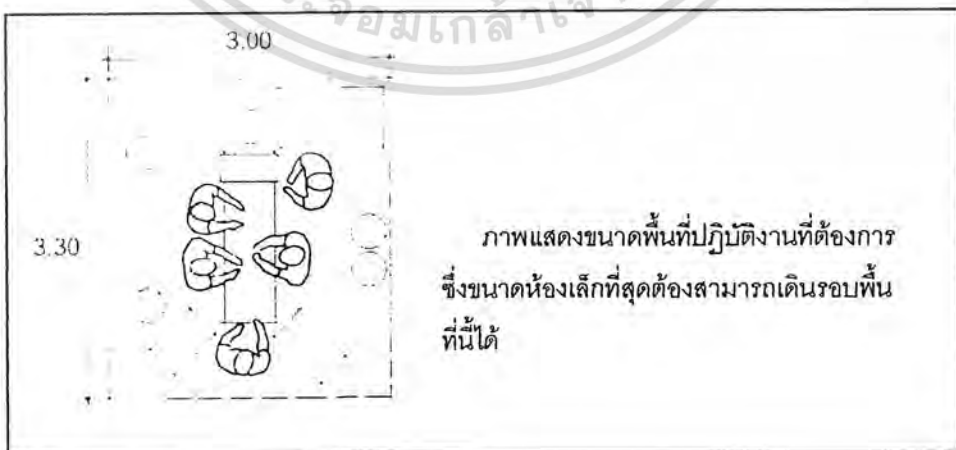 3.00
3.30
ภาพแสดงขนาดพื้นที่ปฏิบัติงานที่ต้องการ
ซึ่งขนาดห้องเล็กที่สุดต้องสามารถเดินรอบพื้น
ที่นี้ได้